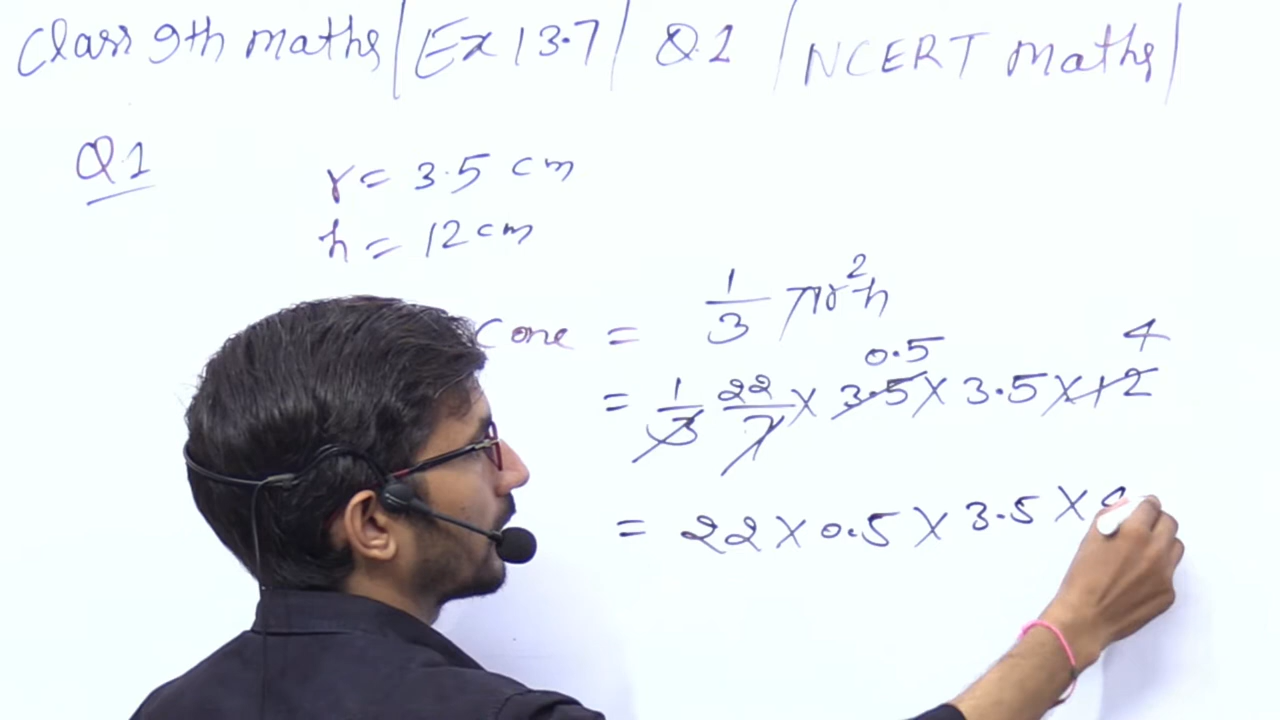 Class 9th maths | Ex 13.7 | Q.1 | NCERT Maths |
Q.1
r = 3.5 cm
h = 12 cm
Cone = 1/3 πr²h
0.5 4
= 1/3 22/7 × 3.5 × 3.5 × 12
= 22 × 0.5 × 3.5 ×